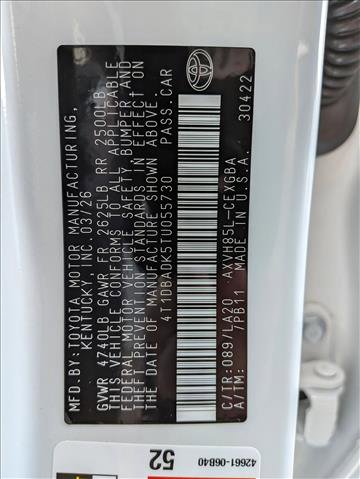 MFD.BY:TOYOTA MOTOR MANUFACTURING,
KENTUCKY, INC. 03/26
GVWR 4740LB GAWR FR 2625LB RR 2500LB
THIS VEHICLE CONFORMS TO ALL APPLICABLE
FEDERAL MOTOR VEHICLE SAFETY, BUMPER, AND
THEFT PREVENTION STANDARDS IN EFFECT ON
THE DATE OF MANUFACTURE SHOWN ABOVE.
4T1DBADK5TU055730 PASS.CAR
C/TR:089/LA20 AXVH85L-CEXGBA
A/TM: /PB11 MADE IN U.S.A.
30422
52
42661-06B40